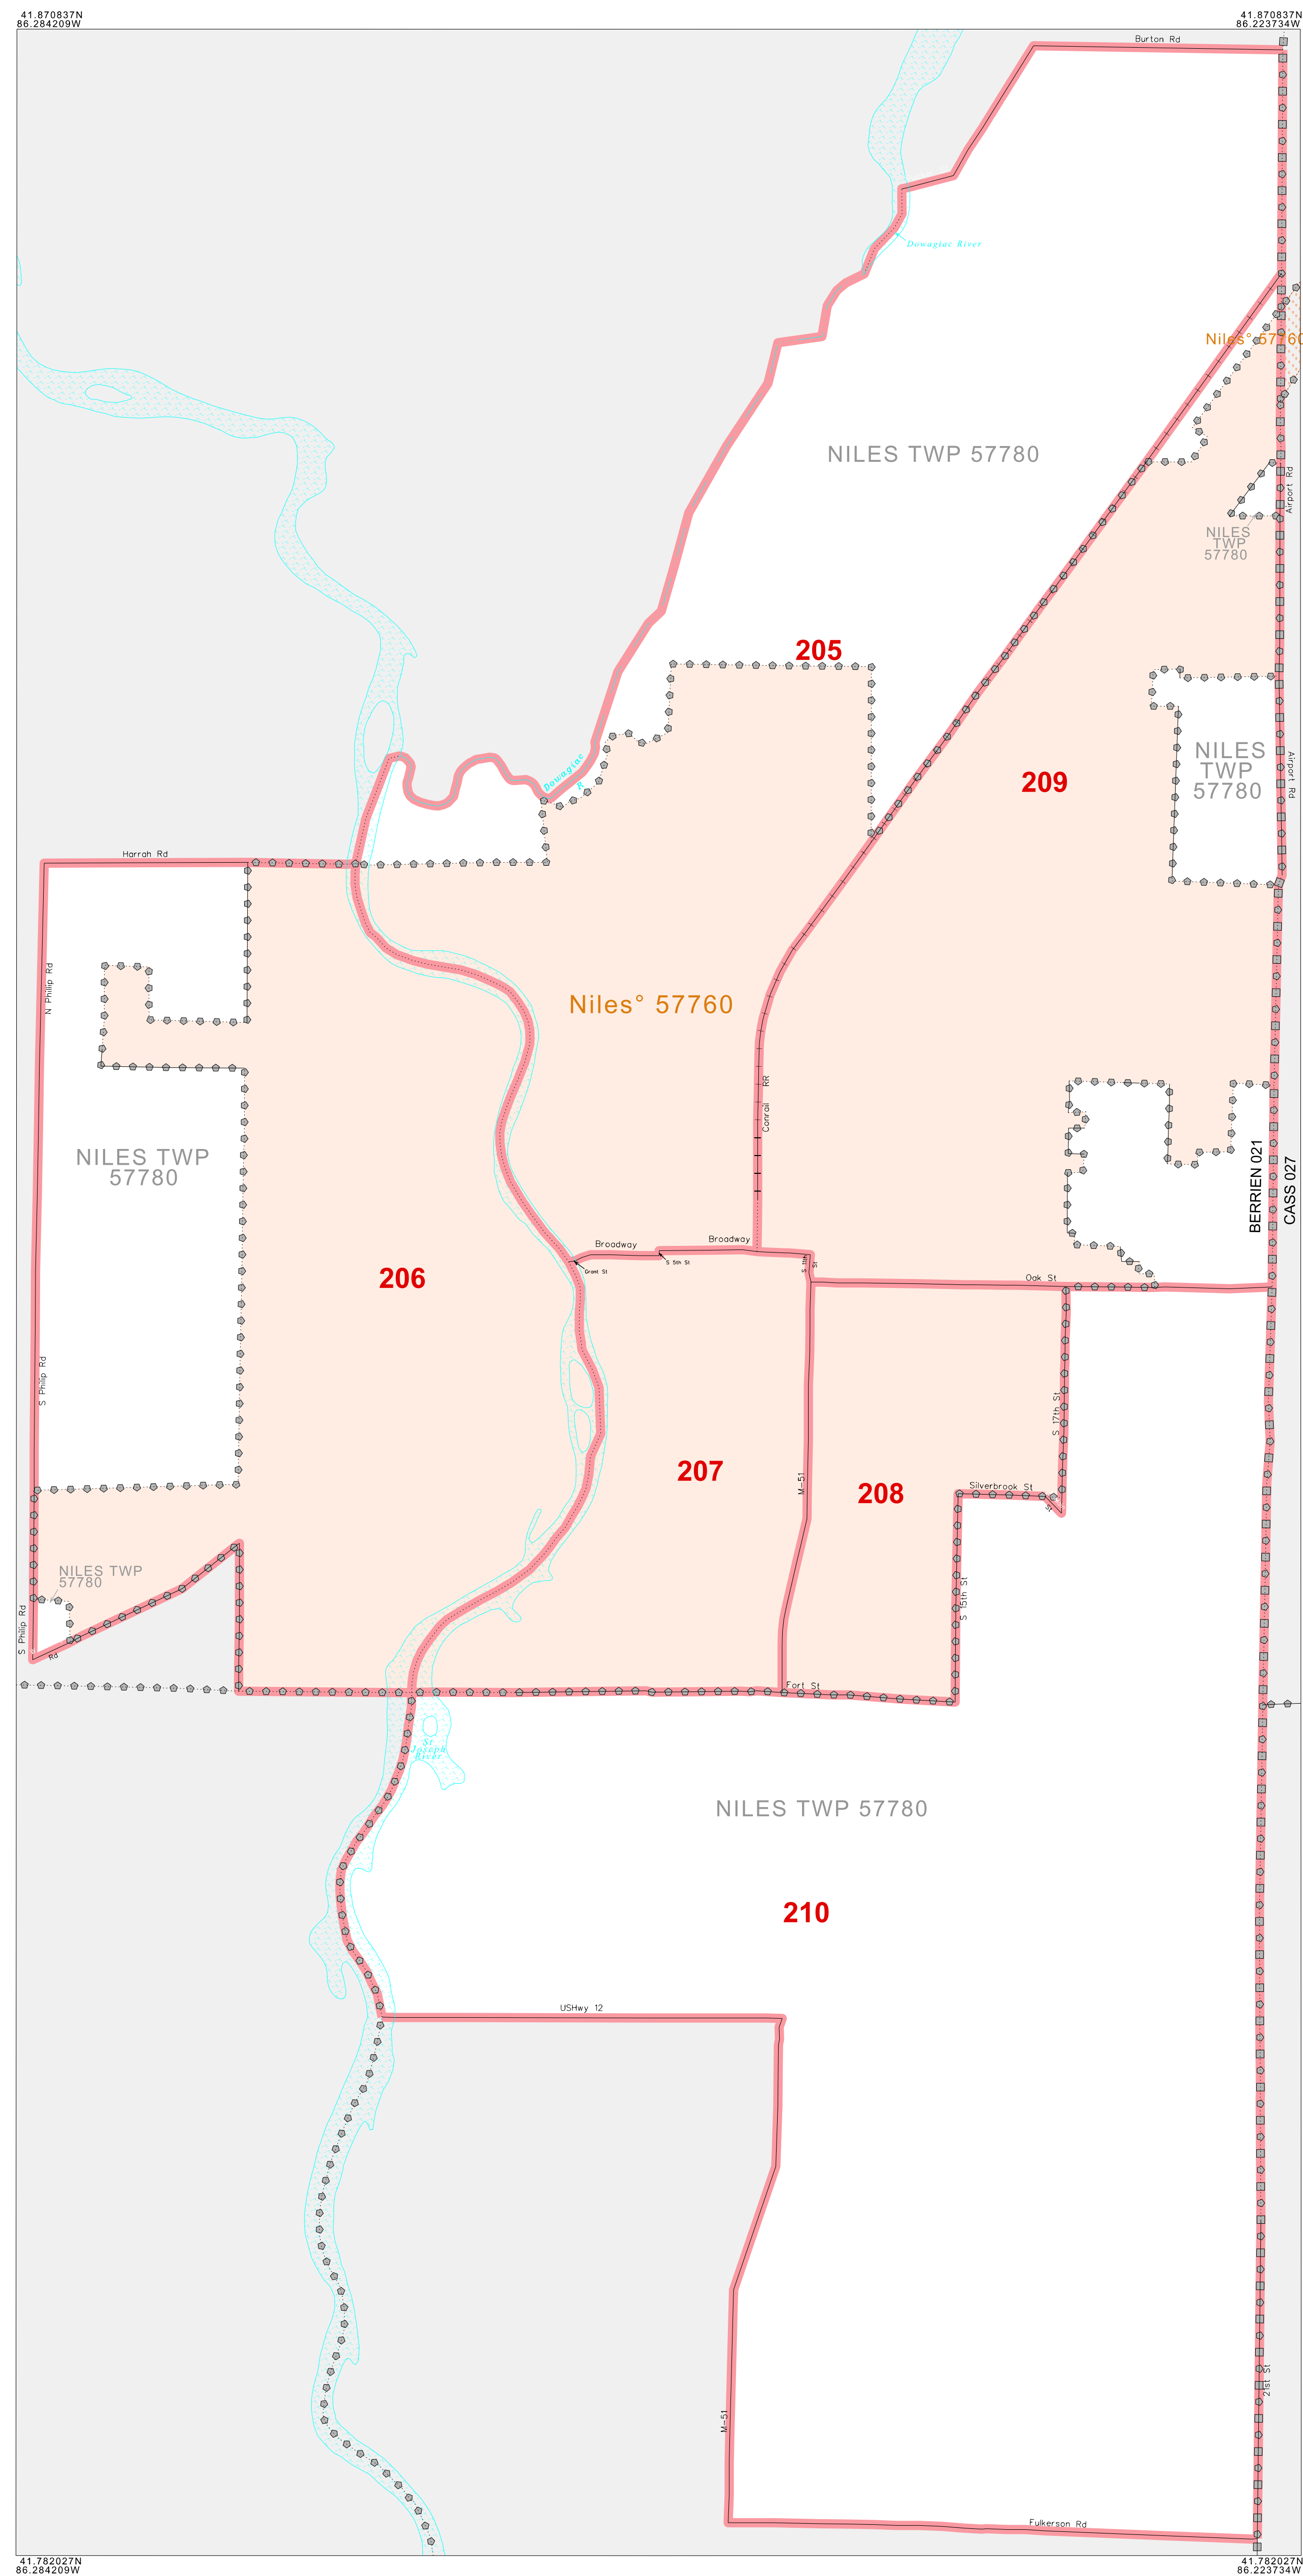 41.870837N
86.284209W
41.870837N
86.223734W
Burton Rd
Dowagiac River
Niles° 57760
NILES TWP 57780
Airport Rd
NILES
TWP
57780
205
209
NILES
TWP
57780
Airport Rd
Dowagiac
R
Harrah Rd
N Philip Rd
Niles° 57760
Conrail RR
NILES TWP
57780
BERRIEN 021
CASS 027
Broadway
Broadway
S 5th St
Grant St
S 11th
St
206
Oak St
S Philip Rd
S 17th St
207
M-51
208
Silverbrook St
St
NILES TWP
57780
S 15th St
S Philip Rd
Rd
Fort St
St
Joseph
River
NILES TWP 57780
210
USHwy 12
21st St
M-51
Fulkerson Rd
41.782027N
86.284209W
41.782027N
86.223734W